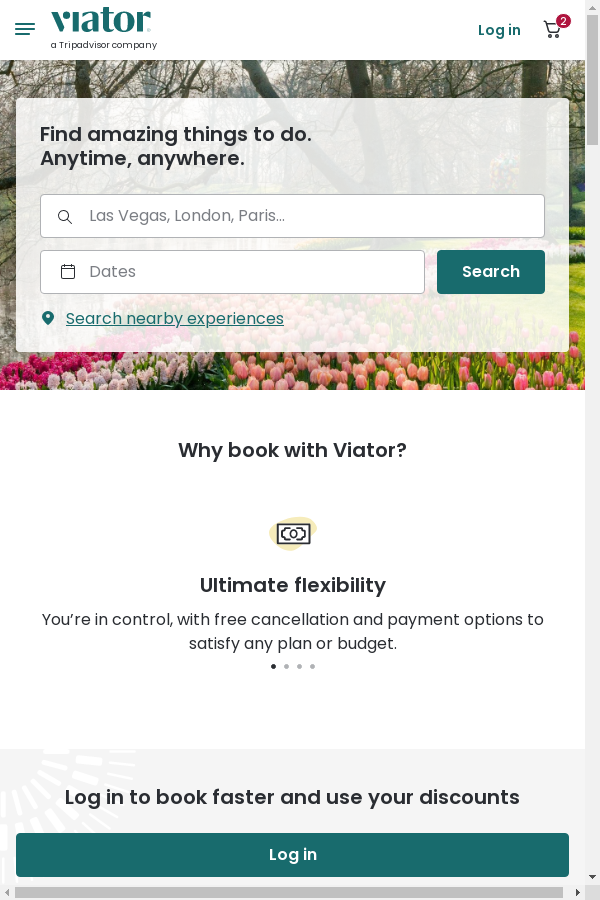 viator
a Tripadvisor company
Log in
2
Find amazing things to do.
Anytime, anywhere.
Las Vegas, London, Paris...
Dates
Search
Search nearby experiences
Why book with Viator?
Ultimate flexibility
You’re in control, with free cancellation and payment options to
satisfy any plan or budget.
Log in to book faster and use your discounts
Log in